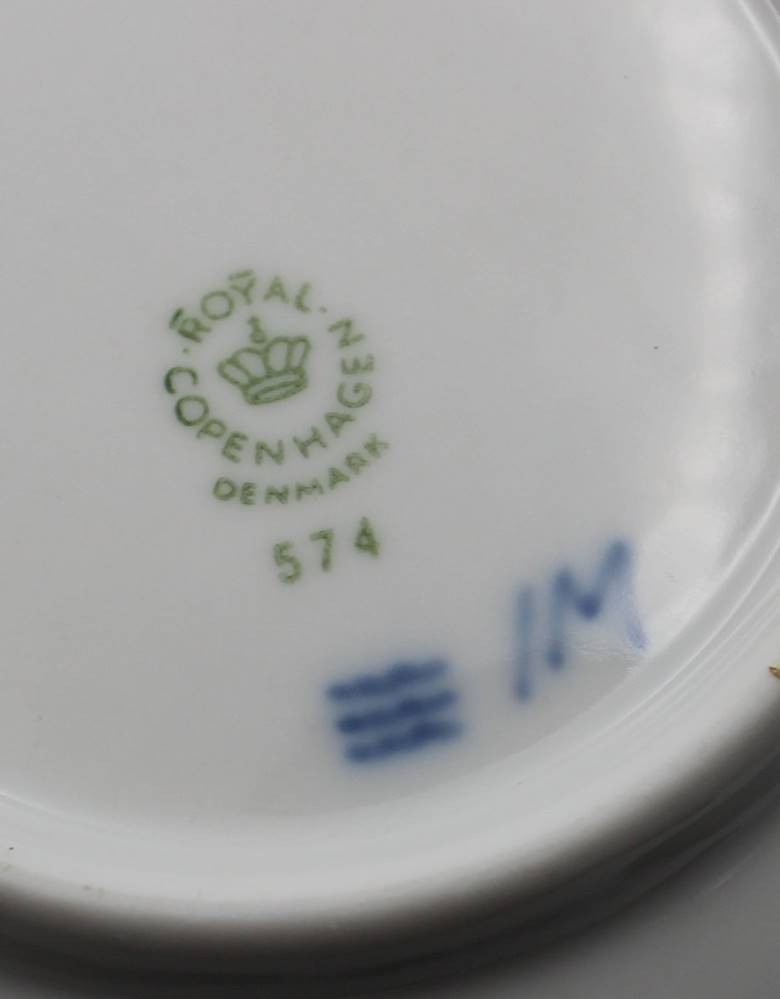 ROYAL · COPENHAGEN ·
DENMARK
574
IM